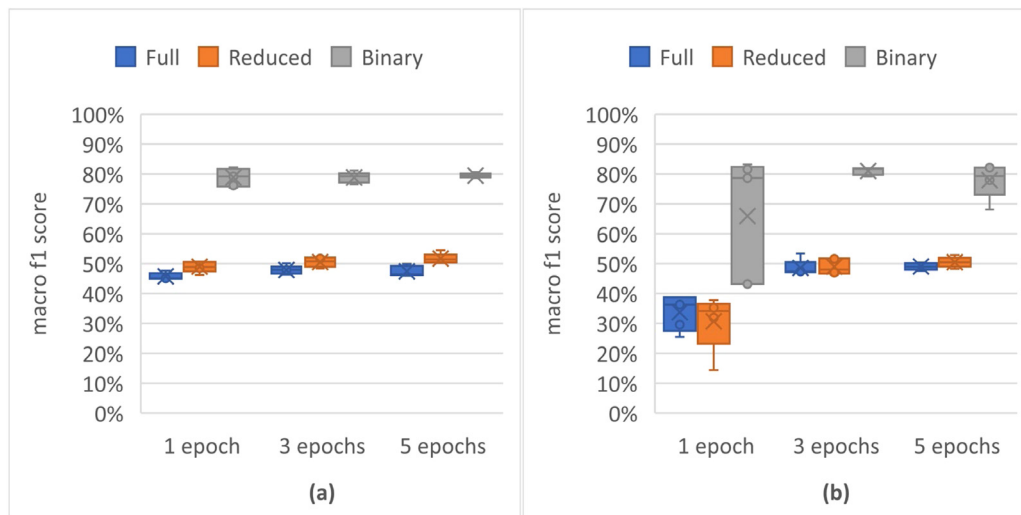 Full Reduced Binary
100%
90%
80%
70%
60%
50%
40%
30%
20%
10%
0%
macro f1 score
1 epoch 3 epochs 5 epochs
(a)
Full Reduced Binary
100%
90%
80%
70%
60%
50%
40%
30%
20%
10%
0%
macro f1 score
1 epoch 3 epochs 5 epochs
(b)